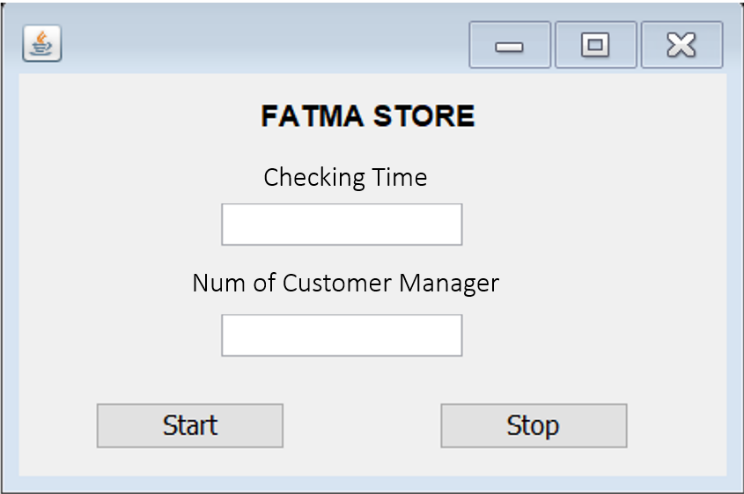 FATMA STORE
Checking Time
Num of Customer Manager
Start
Stop